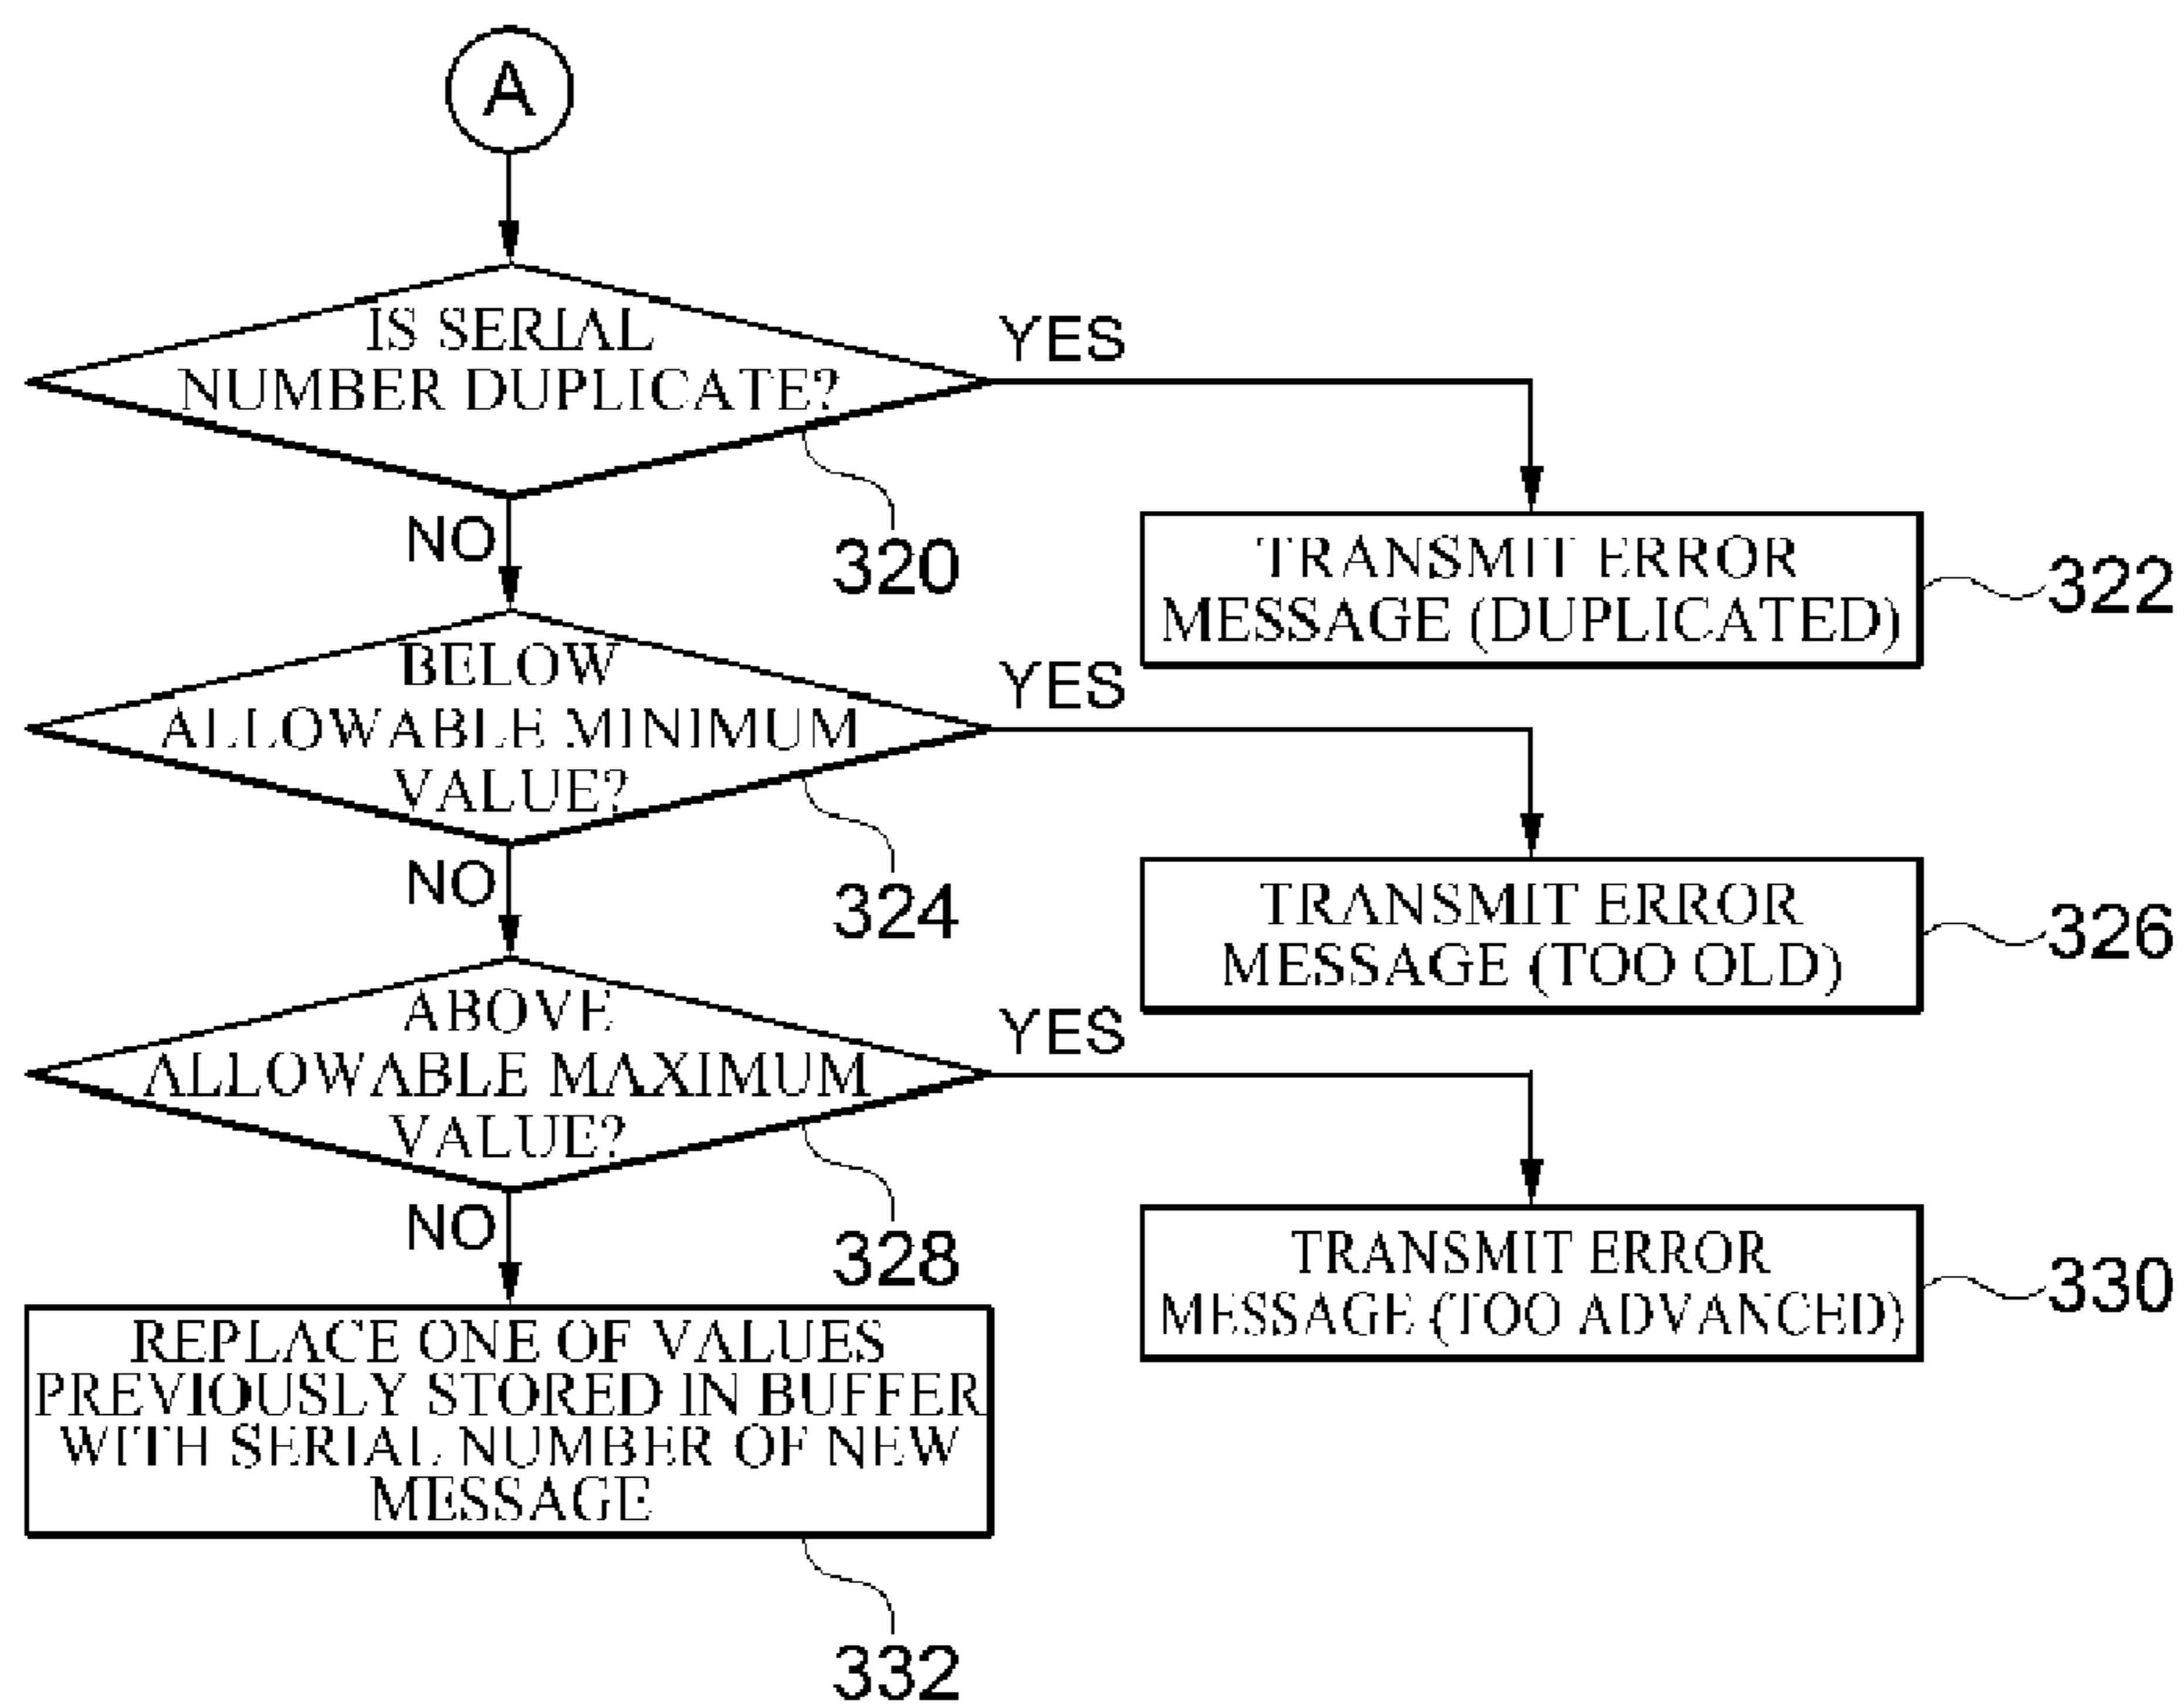 A
IS SERIAL
NUMBER DUPLICATE?
YES
NO
320
TRANSMIT ERROR
MESSAGE (DUPLICATED)
322
BELOW
ALLOWABLE MINIMUM
VALUE?
YES
NO
324
TRANSMIT ERROR
MESSAGE (TOO OLD)
326
ABOVE
ALLOWABLE MAXIMUM
VALUE?
YES
NO
328
TRANSMIT ERROR
MESSAGE (TOO ADVANCED)
330
REPLACE ONE OF VALUES
PREVIOUSLY STORED IN BUFFER
WITH SERIAL NUMBER OF NEW
MESSAGE
332